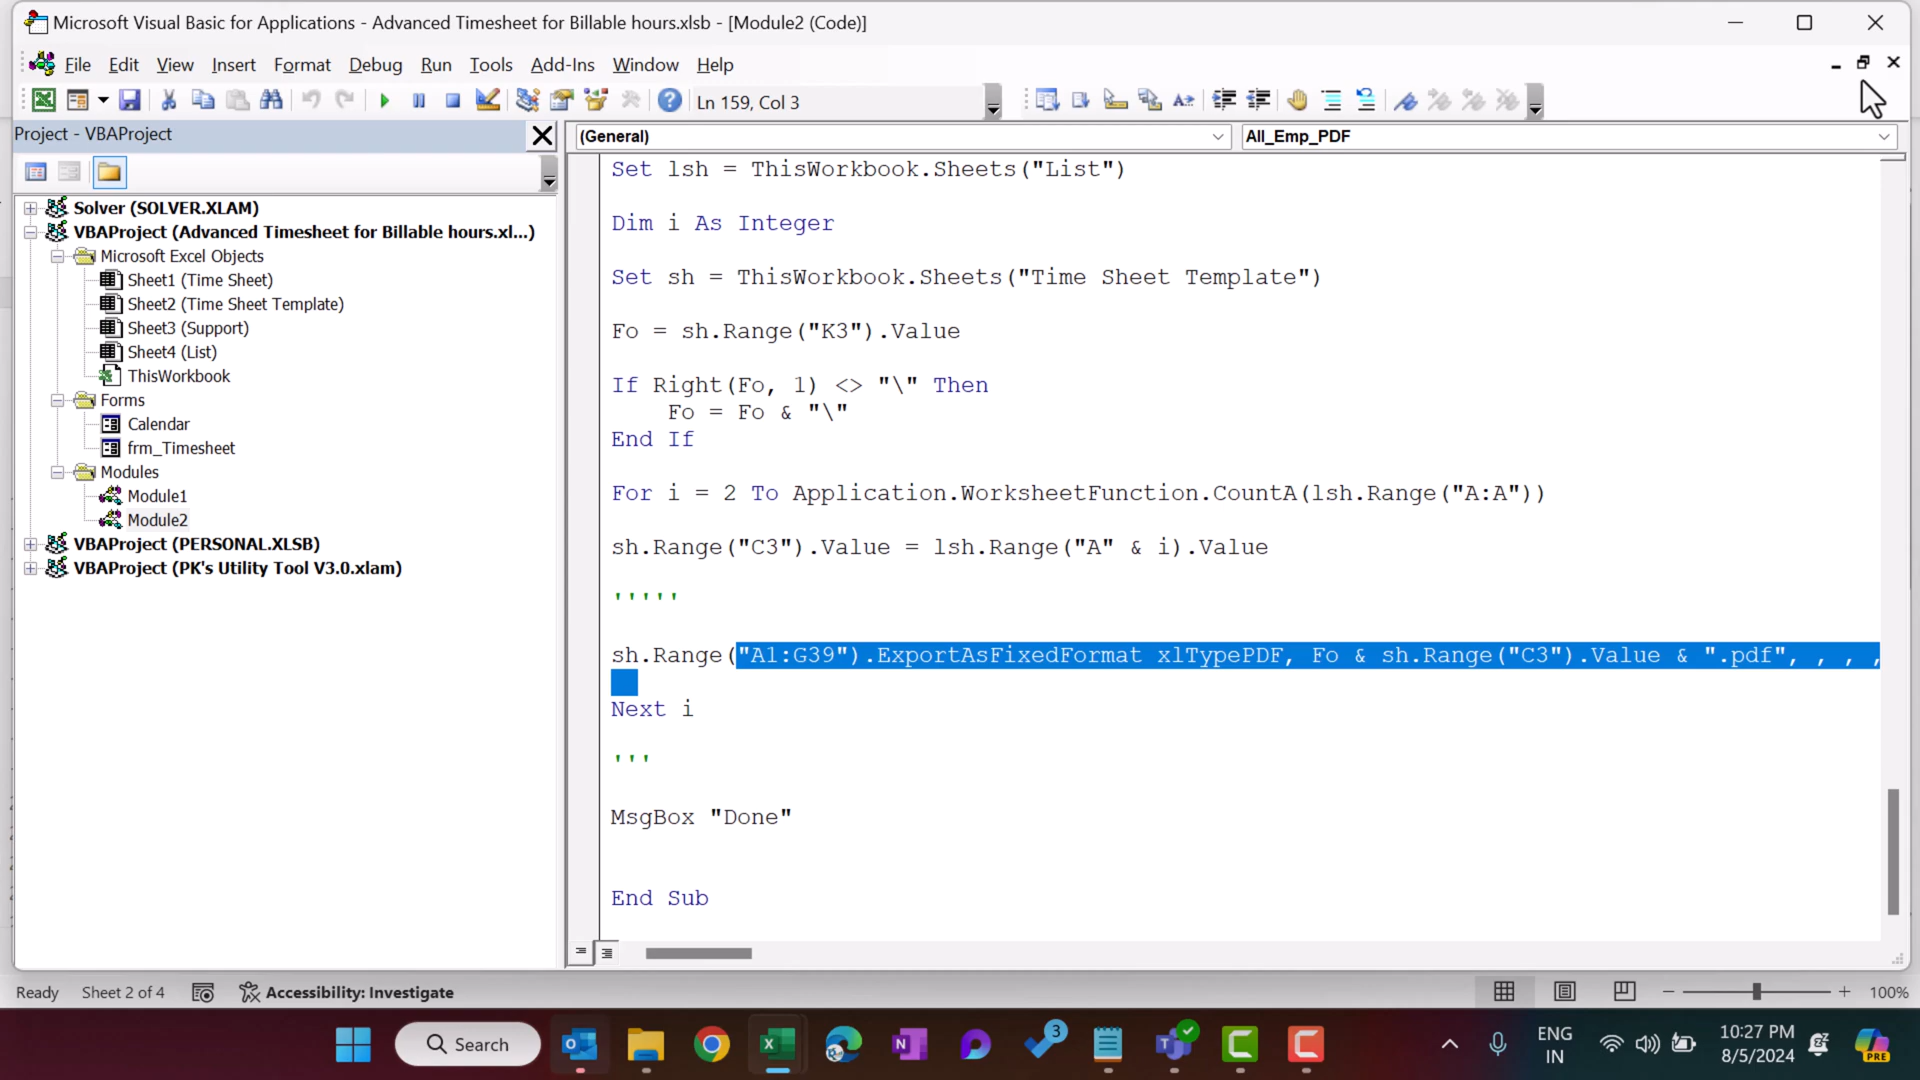 Microsoft Visual Basic for Applications - Advanced Timesheet for Billable hours.xlsb - [Module2 (Code)]
File Edit View Insert Format Debug Run Tools Add-Ins Window Help
Ln 159, Col 3
Project - VBAProject
(General) All_Emp_PDF
Solver (SOLVER.XLAM)
VBAProject (Advanced Timesheet for Billable hours.xl...)
Microsoft Excel Objects
Sheet1 (Time Sheet)
Sheet2 (Time Sheet Template)
Sheet3 (Support)
Sheet4 (List)
ThisWorkbook
Forms
Calendar
frm_Timesheet
Modules
Module1
Module2
VBAProject (PERSONAL.XLSB)
VBAProject (PK's Utility Tool V3.0.xlam)
Set lsh = ThisWorkbook.Sheets("List")
Dim i As Integer
Set sh = ThisWorkbook.Sheets("Time Sheet Template")
Fo = sh.Range("K3").Value
If Right(Fo, 1) <> "\" Then
Fo = Fo & "\"
End If
For i = 2 To Application.WorksheetFunction.CountA(lsh.Range("A:A"))
sh.Range("C3").Value = lsh.Range("A" & i).Value
'''''
sh.Range("A1:G39").ExportAsFixedFormat xlTypePDF, Fo & sh.Range("C3").Value & ".pdf", , , ,
Next i
'''
MsgBox "Done"
End Sub
Ready Sheet 2 of 4 Accessibility: Investigate 100%
Search 3 ENG IN 10:27 PM 8/5/2024 PRE